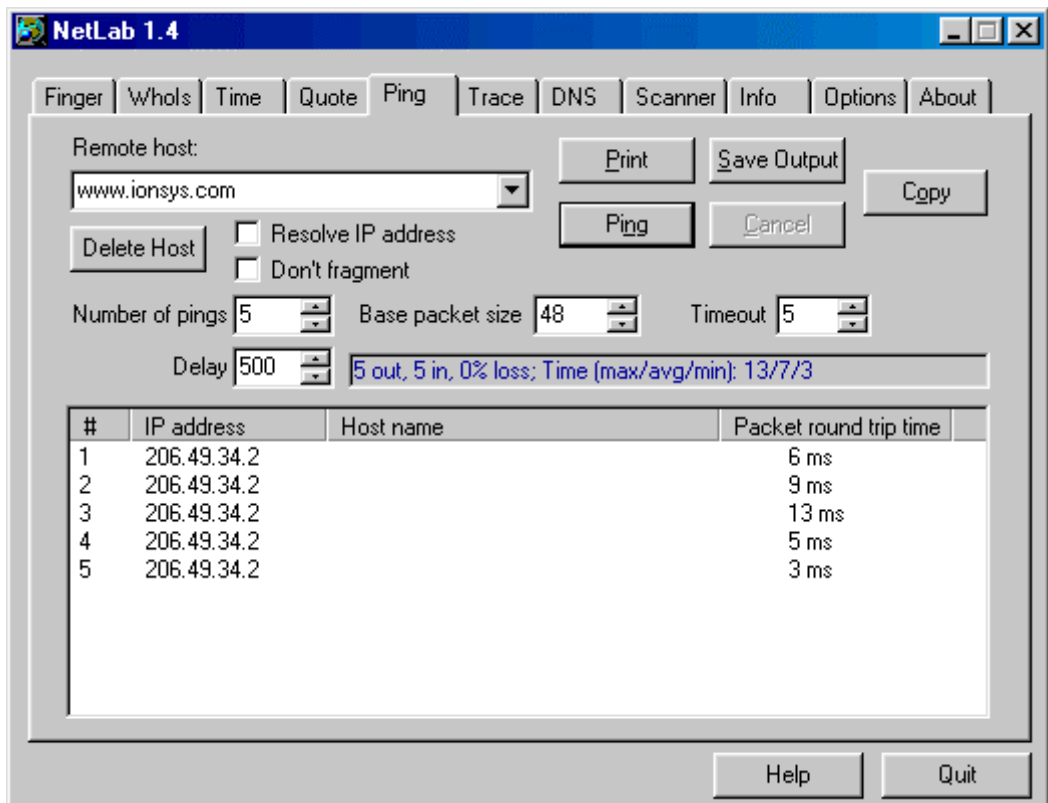 NetLab 1.4
Finger WhoIs Time Quote Ping Trace DNS Scanner Info Options About
Remote host:
www.ionsys.com
Print Save Output
Copy
Ping Cancel
Delete Host
Resolve IP address
Don't fragment
Number of pings 5 Base packet size 48 Timeout 5
Delay 500 5 out, 5 in, 0% loss; Time (max/avg/min): 13/7/3
# IP address Host name Packet round trip time
1 206.49.34.2 6 ms
2 206.49.34.2 9 ms
3 206.49.34.2 13 ms
4 206.49.34.2 5 ms
5 206.49.34.2 3 ms
Help Quit